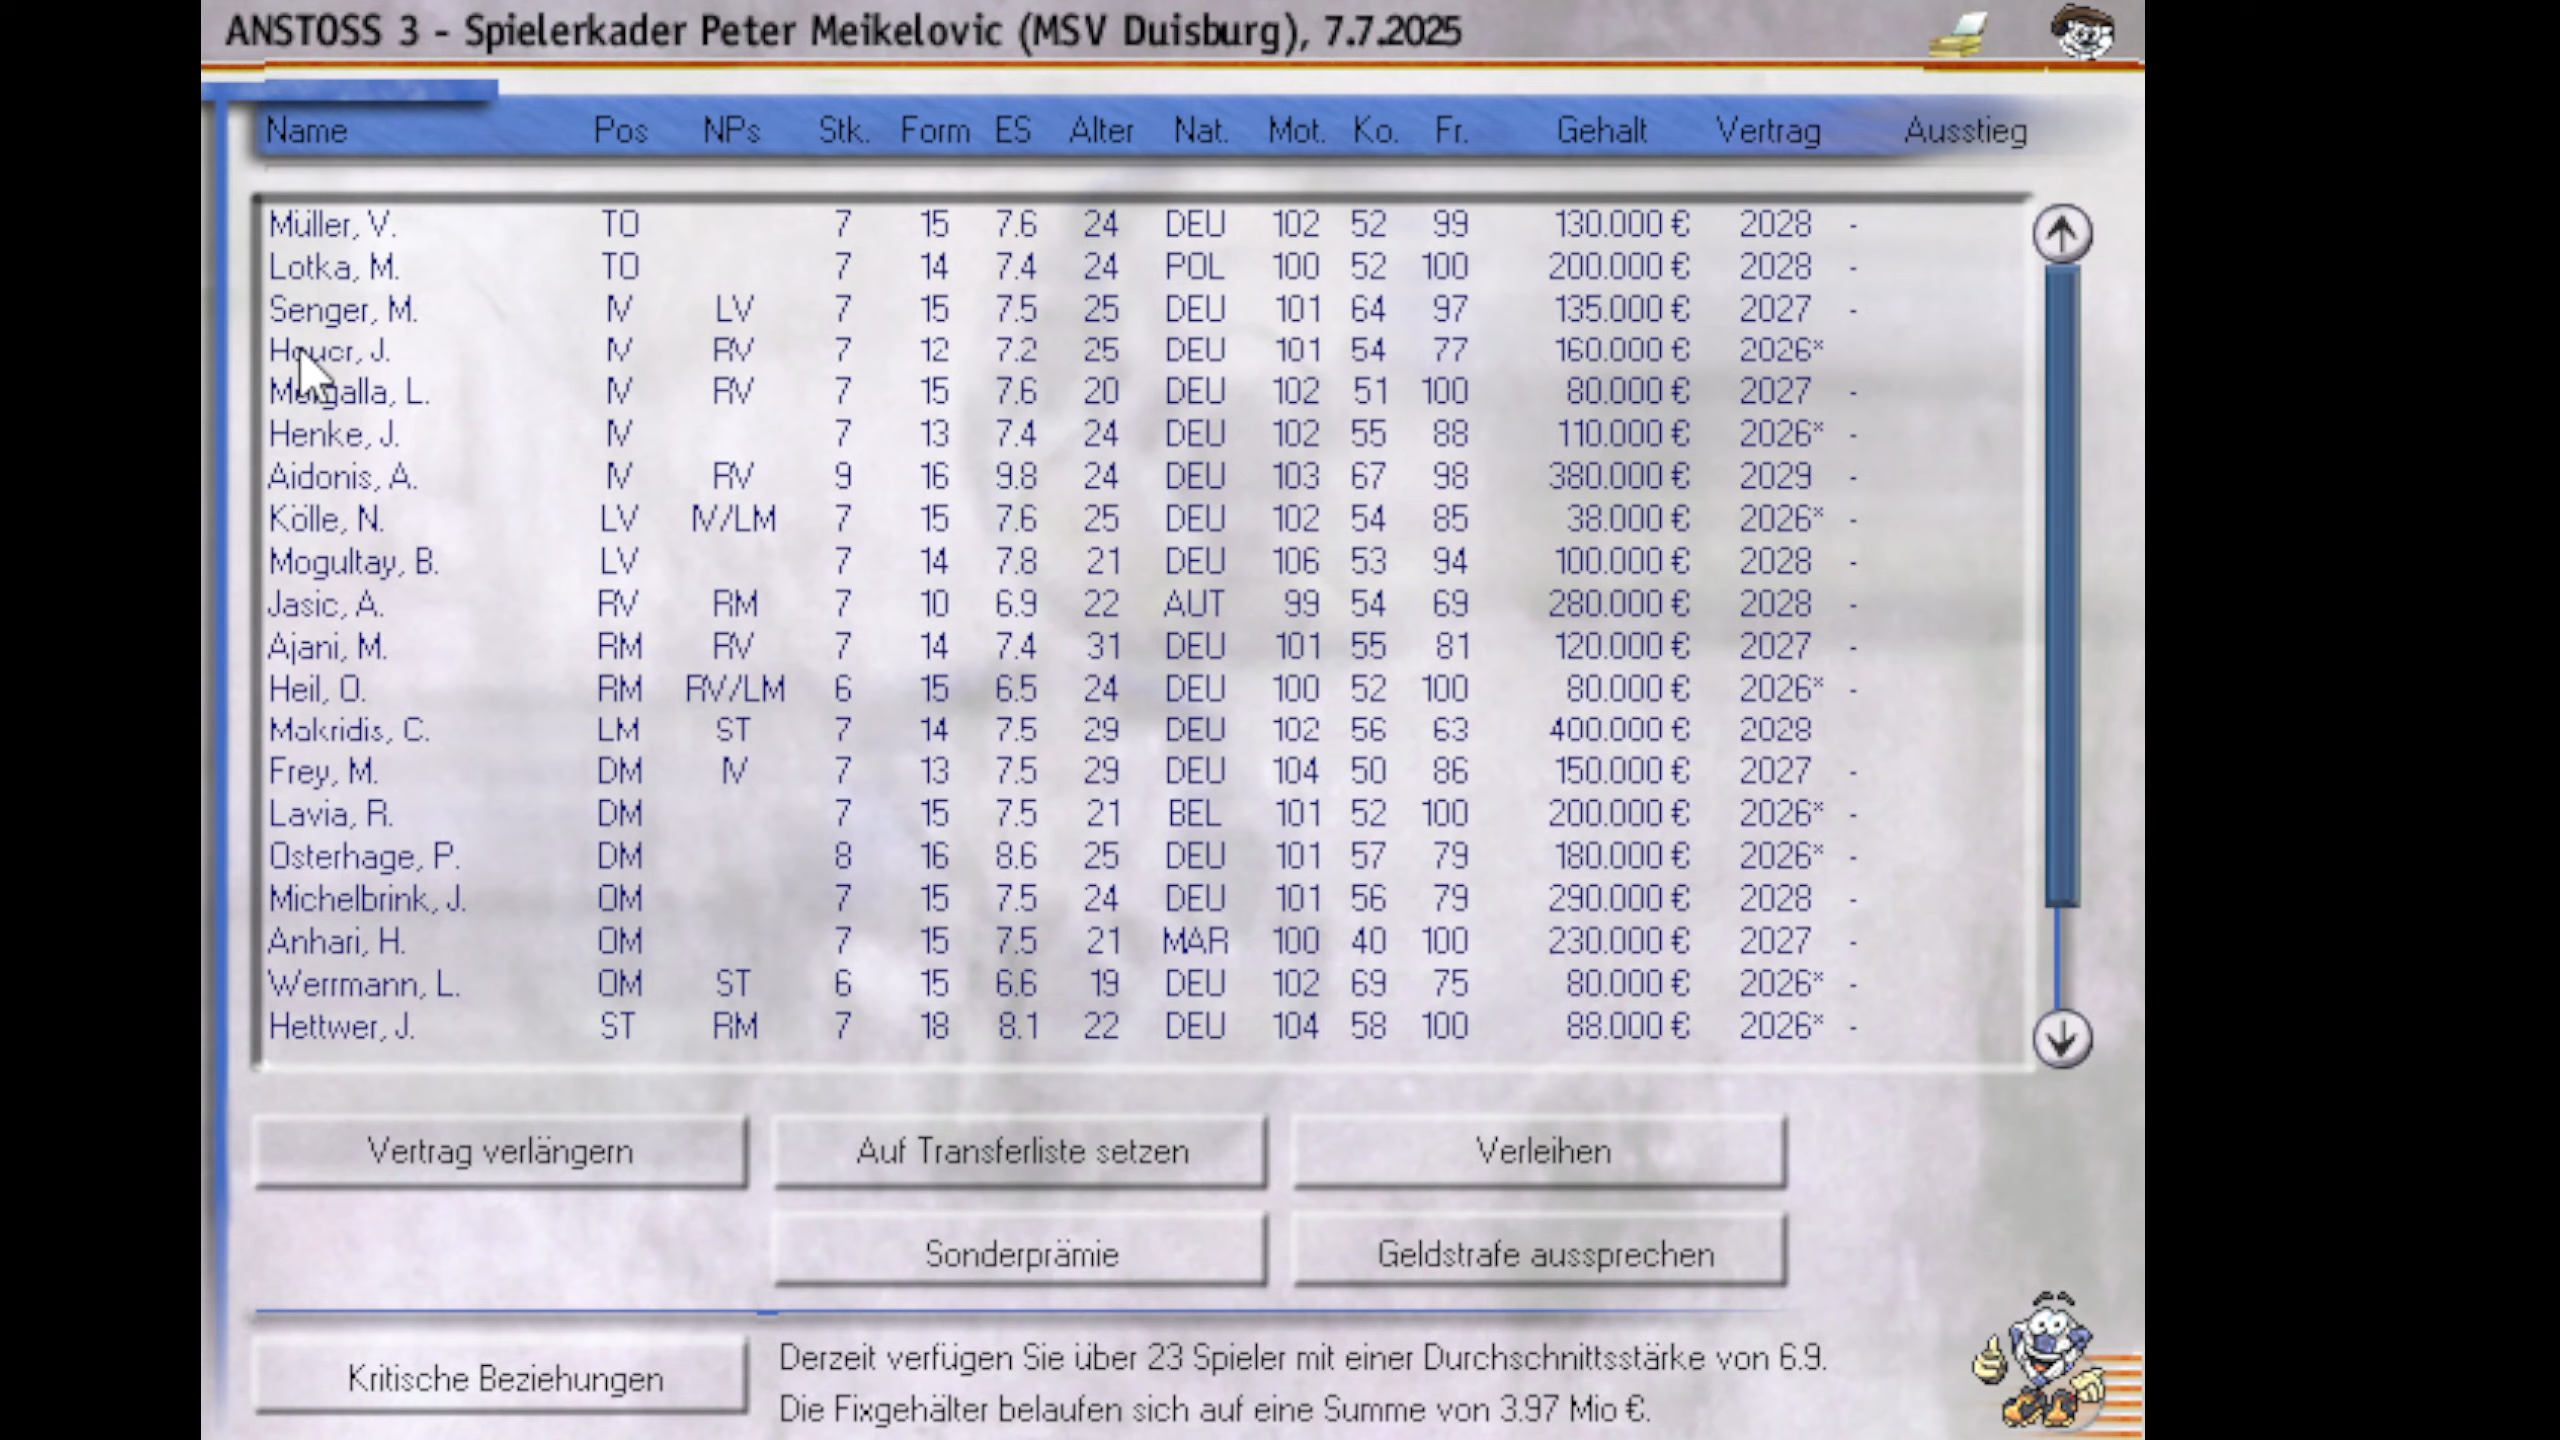 ANSTOSS 3 - Spielerkader Peter Meikelovic (MSV Duisburg), 7.7.2025
Name Pos NPs Stk. Form ES Alter Nat. Mot. Ko. Fr. Gehalt Vertrag Ausstieg
Müller, V. TO 7 15 7.6 24 DEU 102 52 99 130.000 € 2028 -
Lotka, M. TO 7 14 7.4 24 POL 100 52 100 200.000 € 2028 -
Senger, M. IV LV 7 15 7.5 25 DEU 101 64 97 135.000 € 2027 -
J. IV RV 7 12 7.2 25 DEU 101 54 77 160.000 € 2026*
L. IV RV 7 15 7.6 20 DEU 102 51 100 80.000 € 2027 -
Henke, J. IV 7 13 7.4 24 DEU 102 55 88 110.000 € 2026* -
Aidonis, A. IV RV 9 16 9.8 24 DEU 103 67 98 380.000 € 2029 -
Kölle, N. LV IV/LM 7 15 7.6 25 DEU 102 54 85 38.000 € 2026* -
Mogultay, B. LV 7 14 7.8 21 DEU 106 53 94 100.000 € 2028 -
Jasic, A. RV RM 7 10 6.9 22 AUT 99 54 69 280.000 € 2028 -
Ajani, M. RM RV 7 14 7.4 31 DEU 101 55 81 120.000 € 2027 -
Heil, O. RM RV/LM 6 15 6.5 24 DEU 100 52 100 80.000 € 2026* -
Makridis, C. LM ST 7 14 7.5 29 DEU 102 56 63 400.000 € 2028
Frey, M. DM IV 7 13 7.5 29 DEU 104 50 86 150.000 € 2027 -
Lavia, R. DM 7 15 7.5 21 BEL 101 52 100 200.000 € 2026* -
Osterhage, P. DM 8 16 8.6 25 DEU 101 57 79 180.000 € 2026* -
Michelbrink, J. OM 7 15 7.5 24 DEU 101 56 79 290.000 € 2028 -
Anhari, H. OM 7 15 7.5 21 MAR 100 40 100 230.000 € 2027 -
Werrmann, L. OM ST 6 15 6.6 19 DEU 102 69 75 80.000 € 2026* -
Hettwer, J. ST RM 7 18 8.1 22 DEU 104 58 100 88.000 € 2026* -
Vertrag verlängern Auf Transferliste setzen Verleihen
Sonderprämie Geldstrafe aussprechen
Kritische Beziehungen
Derzeit verfügen Sie über 23 Spieler mit einer Durchschnittsstärke von 6.9.
Die Fixgehälter belaufen sich auf eine Summe von 3.97 Mio €.